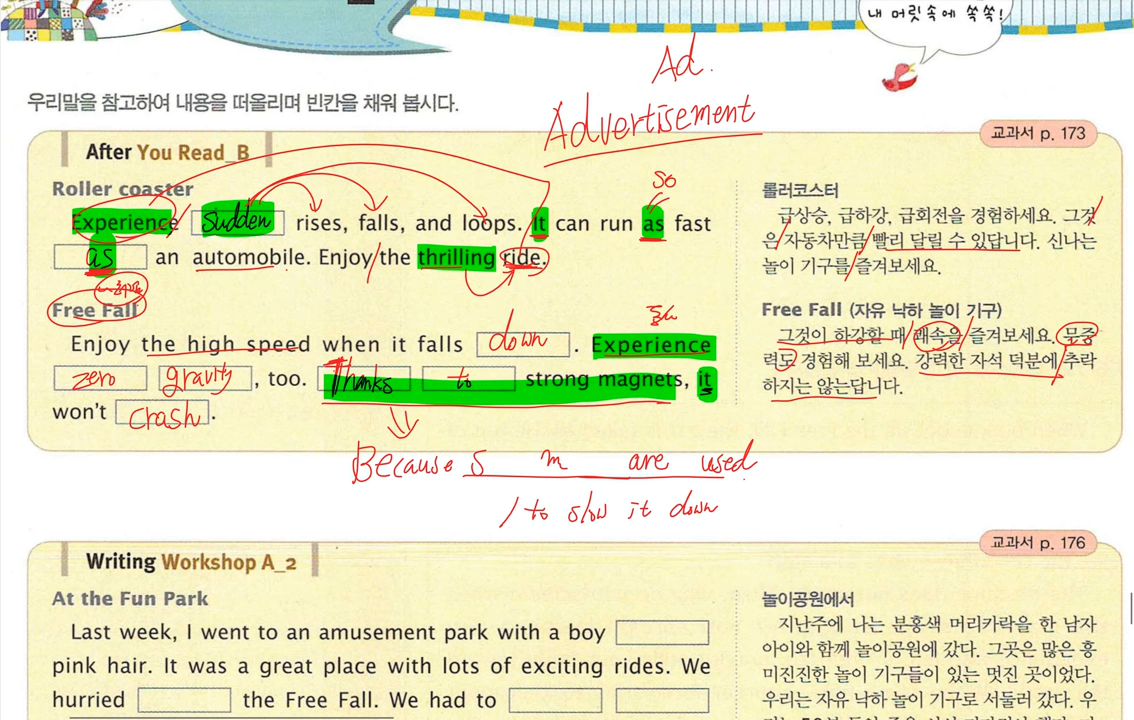 내 머릿속에 쏙쏙!
Ad.
우리말을 참고하여 내용을 떠올리며 빈칸을 채워 봅시다.
Advertisement
교과서 p. 173
After You Read_B
Roller coaster
so
Experience sudden rises, falls, and loops. It can run as fast
as an automobile. Enjoy the thrilling ride.
Free Fall
Enjoy the high speed when it falls down. Experience
zero gravity, too. Thanks to strong magnets, it
won't crash.
Because s m are used
/ to slow it down
롤러코스터
급상승, 급하강, 급회전을 경험하세요. 그것
은 자동차만큼 빨리 달릴 수 있답니다. 신나는
놀이 기구를 즐겨보세요.
Free Fall (자유 낙하 놀이 기구)
그것이 하강할 때 쾌속을 즐겨보세요. 무중
력도 경험해 보세요. 강력한 자석 덕분에 추락
하지는 않는답니다.
교과서 p. 176
Writing Workshop A_2
At the Fun Park
Last week, I went to an amusement park with a boy
pink hair. It was a great place with lots of exciting rides. We
hurried the Free Fall. We had to
놀이공원에서
지난주에 나는 분홍색 머리카락을 한 남자
아이와 함께 놀이공원에 갔다. 그곳은 많은 흥
미진진한 놀이 기구들이 있는 멋진 곳이었다.
우리는 자유 낙하 놀이 기구로 서둘러 갔다. 우